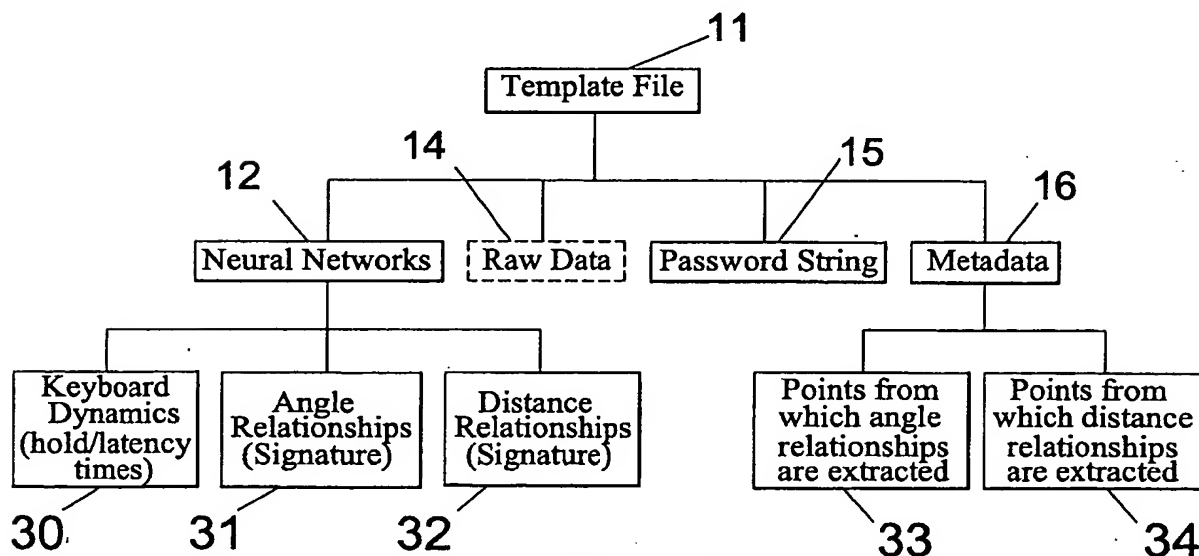 11
Template File
14
15
12
16
Neural Networks
Raw Data
Password String
Metadata
Keyboard
Dynamics
(hold/latency
times)
Angle
Relationships
(Signature)
Distance
Relationships
(Signature)
Points from
which angle
relationships
are extracted
Points from
which distance
relationships
are extracted
30
31
32
33
34